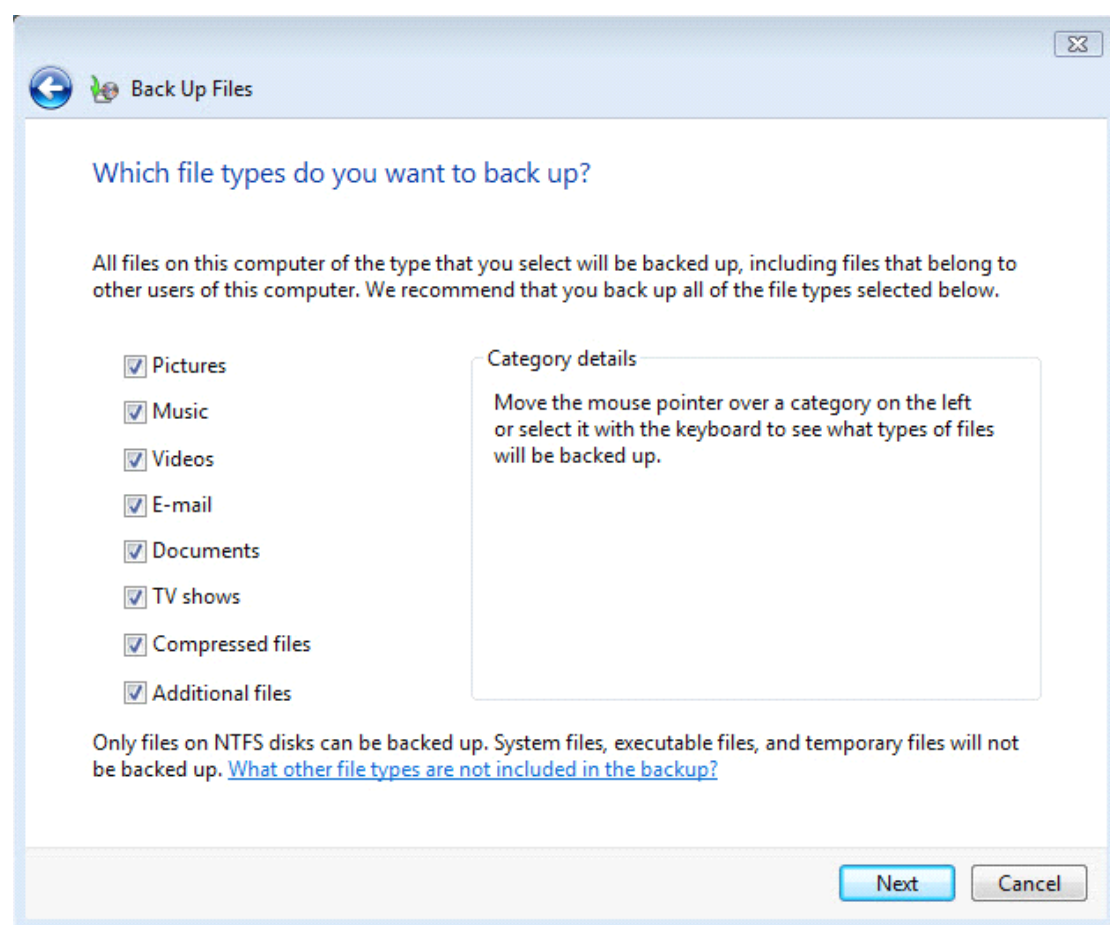 Back Up Files
Which file types do you want to back up?
All files on this computer of the type that you select will be backed up, including files that belong to
other users of this computer. We recommend that you back up all of the file types selected below.
Pictures
Music
Videos
E-mail
Documents
TV shows
Compressed files
Additional files
Category details
Move the mouse pointer over a category on the left
or select it with the keyboard to see what types of files
will be backed up.
Only files on NTFS disks can be backed up. System files, executable files, and temporary files will not
be backed up. What other file types are not included in the backup?
Next
Cancel